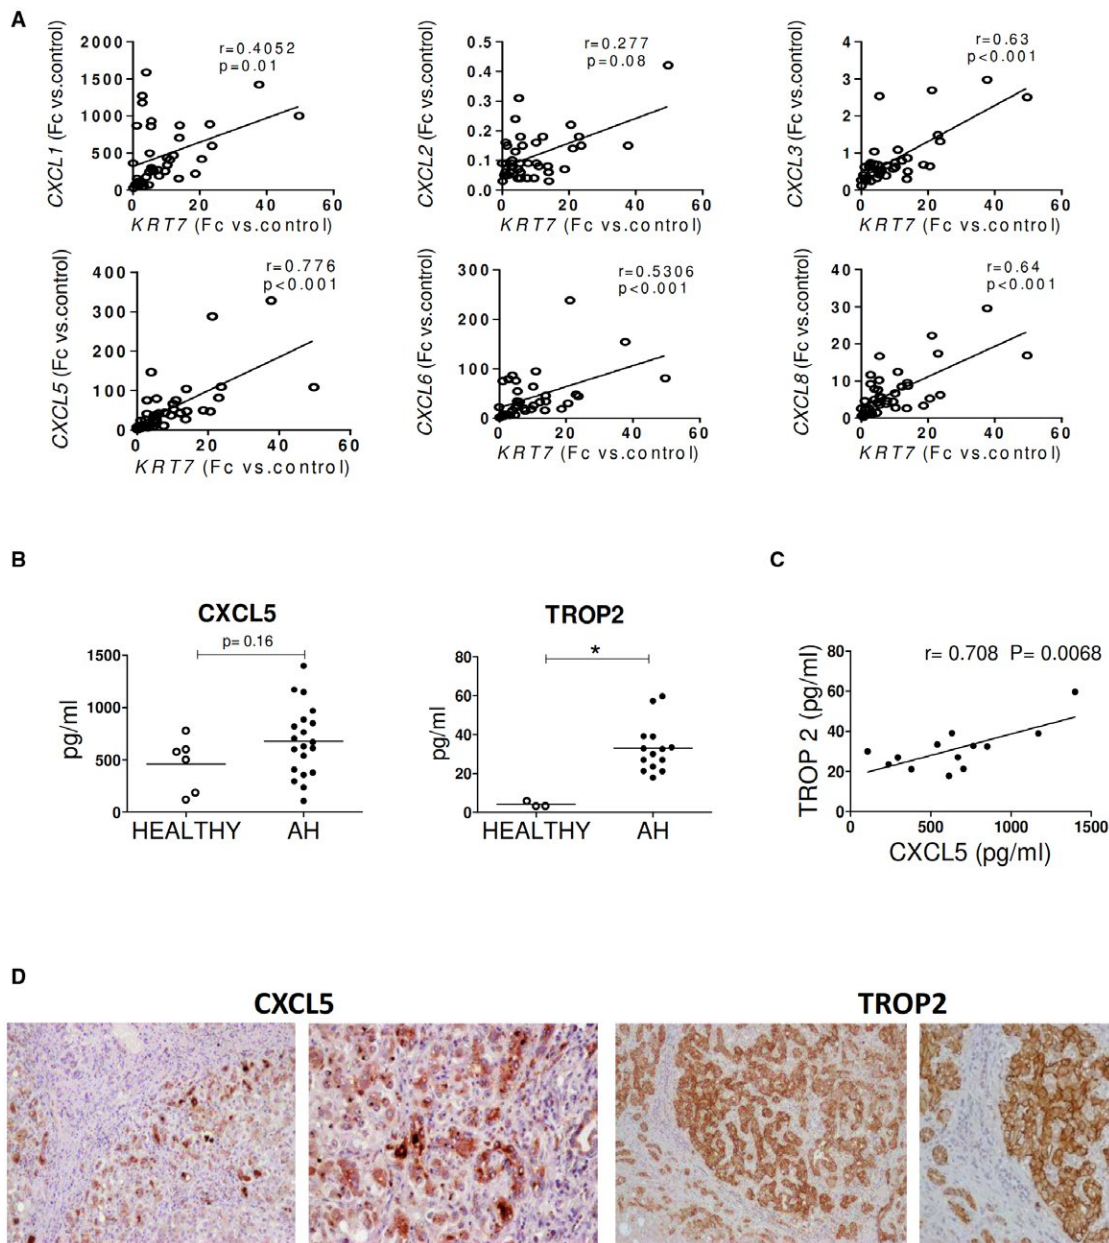 A
CXCL1 (Fc vs.control)
2000
1500
1000
500
0
0 20 40 60
r=0.4052
p=0.01
KRT7 (Fc vs.control)
CXCL2 (Fc vs.control)
0.5
0.4
0.3
0.2
0.1
0.0
0 20 40 60
r=0.277
p=0.08
KRT7 (Fc vs.control)
CXCL3 (Fc vs.control)
4
3
2
1
0
0 20 40 60
r=0.63
p<0.001
KRT7 (Fc vs.control)
CXCL5 (Fc vs.control)
400
300
200
100
0
0 20 40 60
r=0.776
p<0.001
KRT7 (Fc vs.control)
CXCL6 (Fc vs.control)
300
200
100
0
0 20 40 60
r=0.5306
p<0.001
KRT7 (Fc vs.control)
CXCL8 (Fc vs.control)
40
30
20
10
0
0 20 40 60
r=0.64
p<0.001
KRT7 (Fc vs.control)
B
CXCL5
p= 0.16
pg/ml
1500
1000
500
0
HEALTHY AH
TROP2
*
pg/ml
80
60
40
20
0
HEALTHY AH
C
r= 0.708 P= 0.0068
TROP 2 (pg/ml)
80
60
40
20
0
0 500 1000 1500
CXCL5 (pg/ml)
D
CXCL5
TROP2